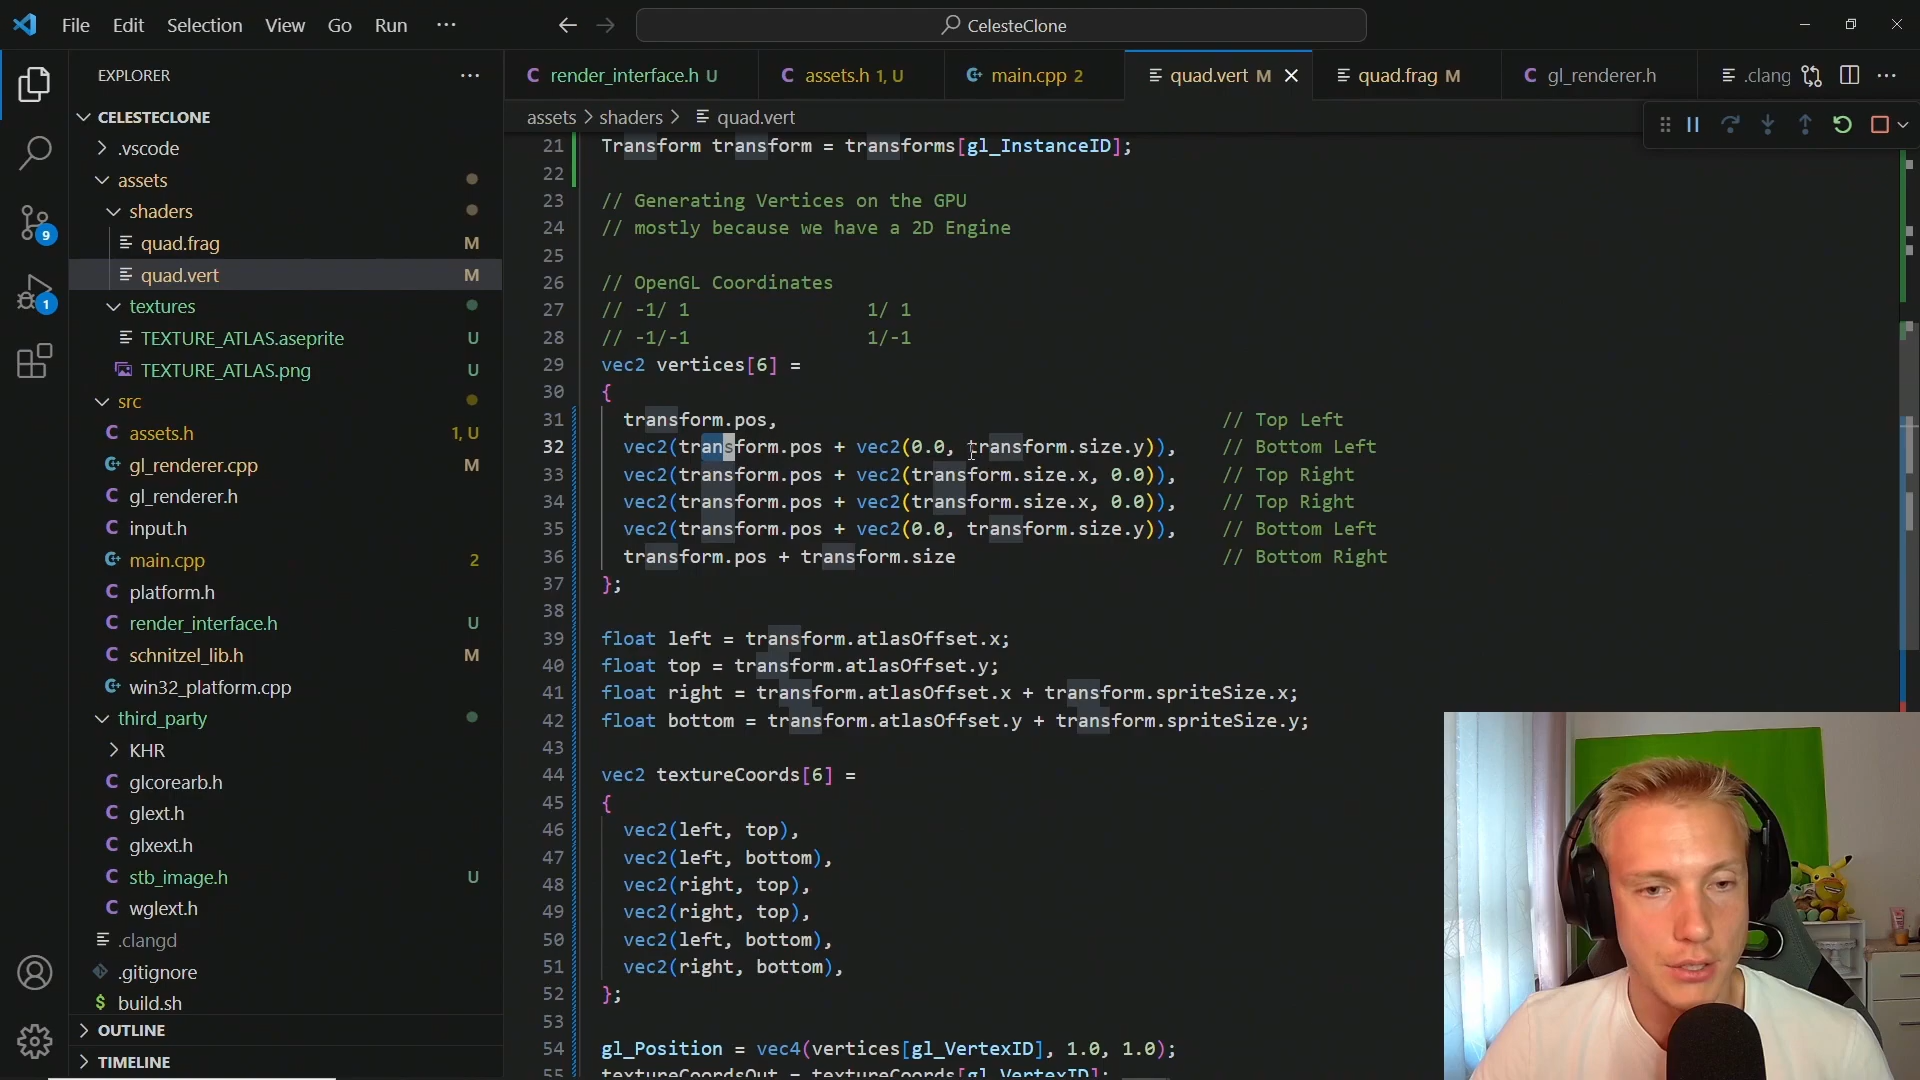 File Edit Selection View Go Run ···
CelesteClone
EXPLORER
CELESTECLONE
.vscode
assets
shaders
quad.frag M
quad.vert M
textures
TEXTURE_ATLAS.aseprite U
TEXTURE_ATLAS.png U
src
assets.h 1, U
gl_renderer.cpp M
gl_renderer.h
input.h
main.cpp 2
platform.h
render_interface.h U
schnitzel_lib.h M
win32_platform.cpp
third_party
KHR
glcorearb.h
glext.h
glxext.h
stb_image.h U
wglext.h
.clangd
.gitignore
build.sh
OUTLINE
TIMELINE
9
1
render_interface.h U assets.h 1, U main.cpp 2 quad.vert M quad.frag M gl_renderer.h .clang
assets > shaders > quad.vert
21 Transform transform = transforms[gl_InstanceID];
22
23 // Generating Vertices on the GPU
24 // mostly because we have a 2D Engine
25
26 // OpenGL Coordinates
27 // -1/ 1 1/ 1
28 // -1/-1 1/-1
29 vec2 vertices[6] =
30 {
31 transform.pos, // Top Left
32 vec2(transform.pos + vec2(0.0, transform.size.y)), // Bottom Left
33 vec2(transform.pos + vec2(transform.size.x, 0.0)), // Top Right
34 vec2(transform.pos + vec2(transform.size.x, 0.0)), // Top Right
35 vec2(transform.pos + vec2(0.0, transform.size.y)), // Bottom Left
36 transform.pos + transform.size // Bottom Right
37 };
38
39 float left = transform.atlasOffset.x;
40 float top = transform.atlasOffset.y;
41 float right = transform.atlasOffset.x + transform.spriteSize.x;
42 float bottom = transform.atlasOffset.y + transform.spriteSize.y;
43
44 vec2 textureCoords[6] =
45 {
46 vec2(left, top),
47 vec2(left, bottom),
48 vec2(right, top),
49 vec2(right, top),
50 vec2(left, bottom),
51 vec2(right, bottom),
52 };
53
54 gl_Position = vec4(vertices[gl_VertexID], 1.0, 1.0);
55 textureCoordsOut = textureCoords[gl_VertexID];